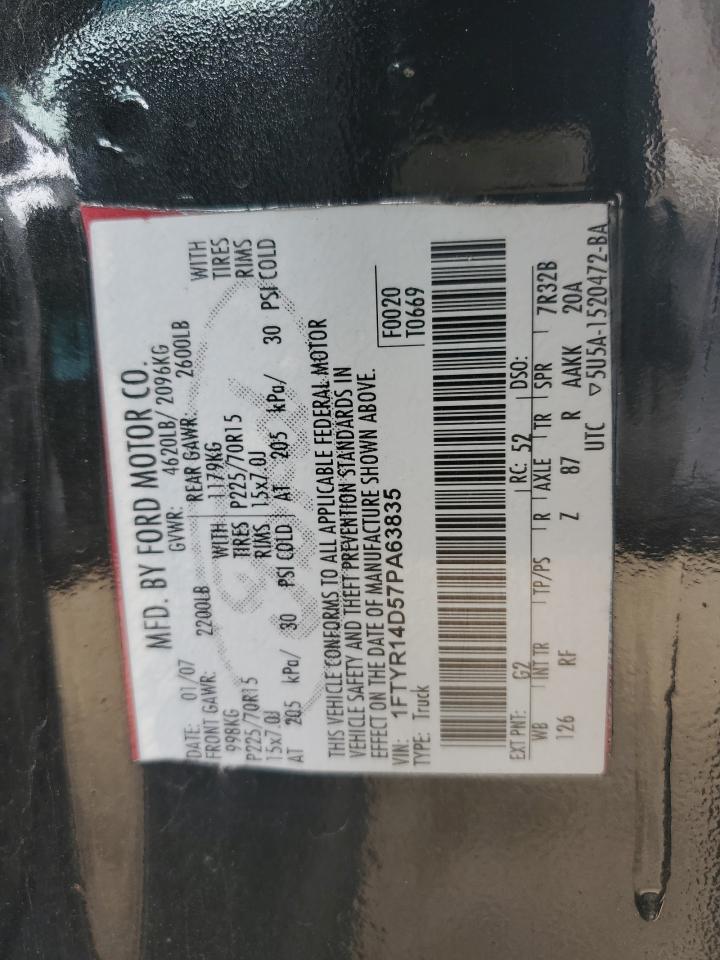 MFD. BY FORD MOTOR CO.
DATE: 01/07 GVWR: 4620LB/ 2096KG
FRONT GAWR: 2200LB REAR GAWR: 2600LB
998KG WITH 1179KG WITH
P225/70R15 TIRES P225/70R15 TIRES
15x7.0J RIMS 15x7.0J RIMS
AT 205 kPa/ 30 PSI COLD AT 205 kPa/ 30 PSI COLD
THIS VEHICLE CONFORMS TO ALL APPLICABLE FEDERAL MOTOR
VEHICLE SAFETY AND THEFT PREVENTION STANDARDS IN
EFFECT ON THE DATE OF MANUFACTURE SHOWN ABOVE.
VIN: 1FTYR14D57PA63835 F0020
TYPE: Truck T0669
EXT PNT: G2 RC: 52 DSO:
WB INT TR TP/PS R AXLE TR SPR 7R32B
126 RF Z 87 R AAKK 20A
UTC ▽5U5A-1520472-BA